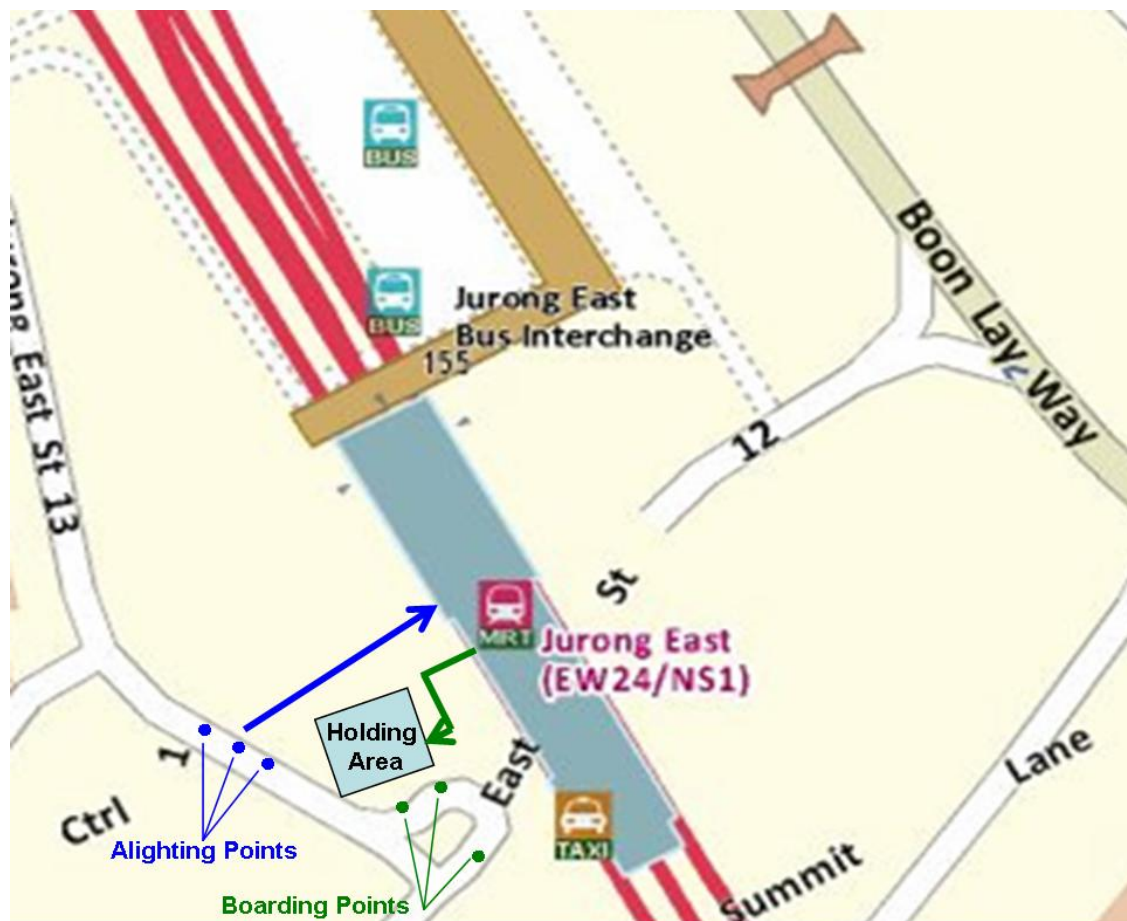 BUS
BUS
Jurong East
Bus Interchange
155
Boon Lay Way
12
ong East St 13
St
MRT
Jurong East
(EW24/NS1)
Holding
Area
1
East
Ctrl
Lane
Alighting Points
TAXI
Boarding Points
Summit